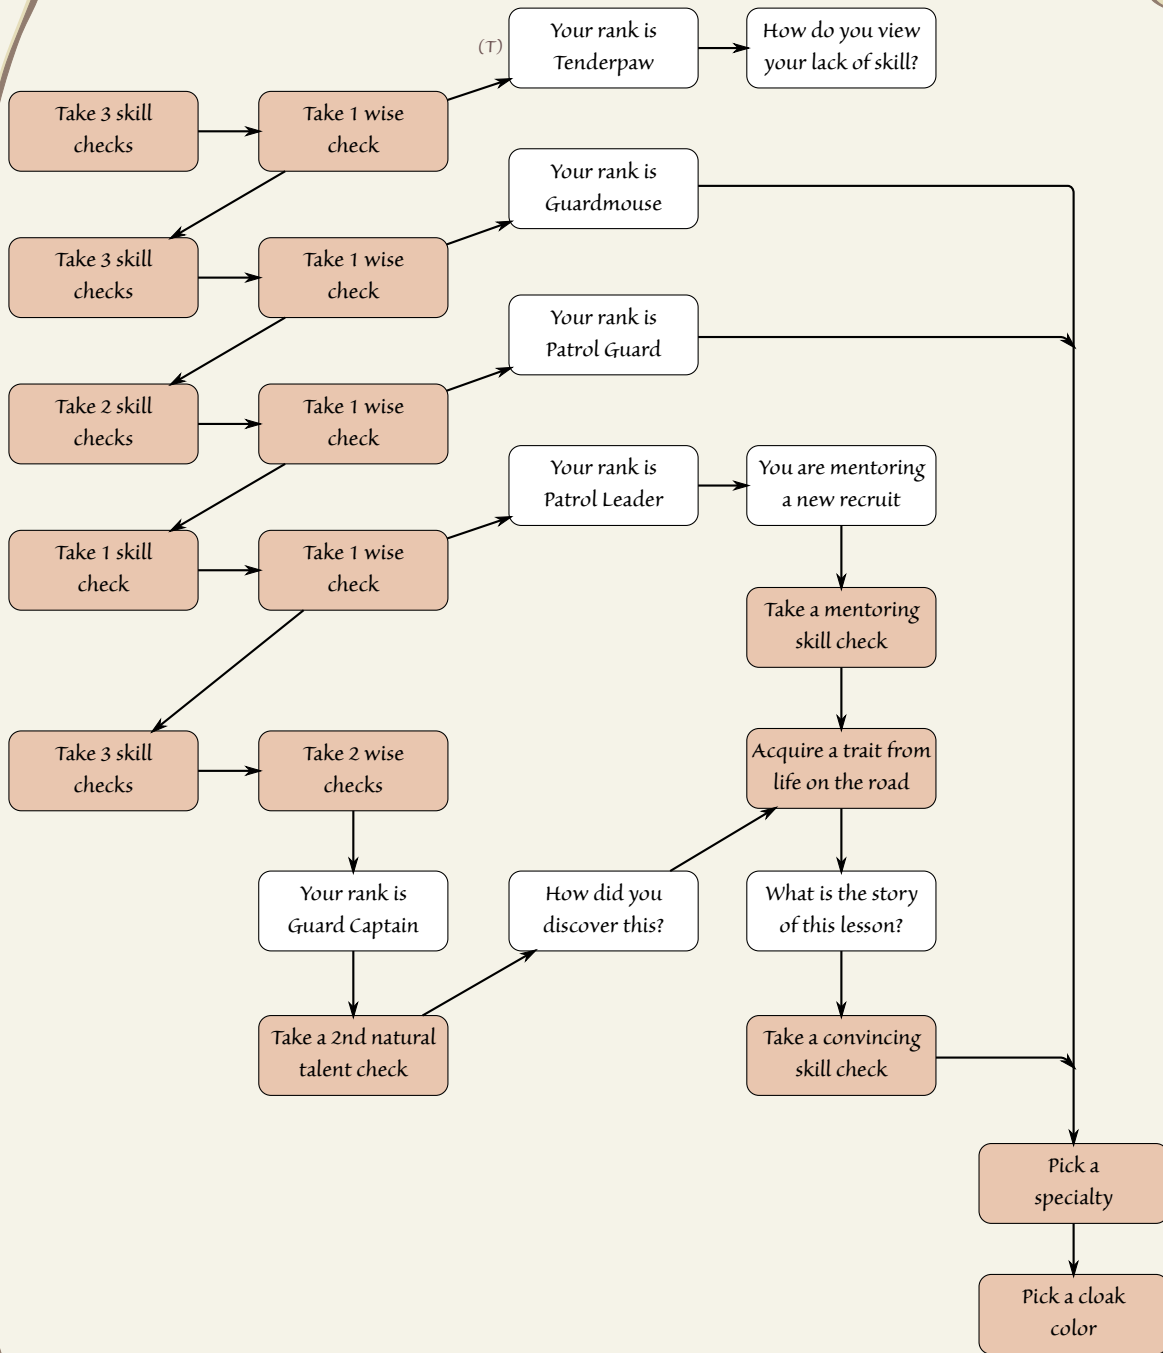 Your rank is
Tenderpaw
How do you view
your lack of skill?
(T)
Take 3 skill
checks
Take 1 wise
check
Your rank is
Guardmouse
Take 3 skill
checks
Take 1 wise
check
Your rank is
Patrol Guard
Take 2 skill
checks
Take 1 wise
check
Your rank is
Patrol Leader
You are mentoring
a new recruit
Take 1 skill
check
Take 1 wise
check
Take a mentoring
skill check
Take 3 skill
checks
Take 2 wise
checks
Acquire a trait from
life on the road
Your rank is
Guard Captain
How did you
discover this?
What is the story
of this lesson?
Take a 2nd natural
talent check
Take a convincing
skill check
Pick a
specialty
Pick a cloak
color